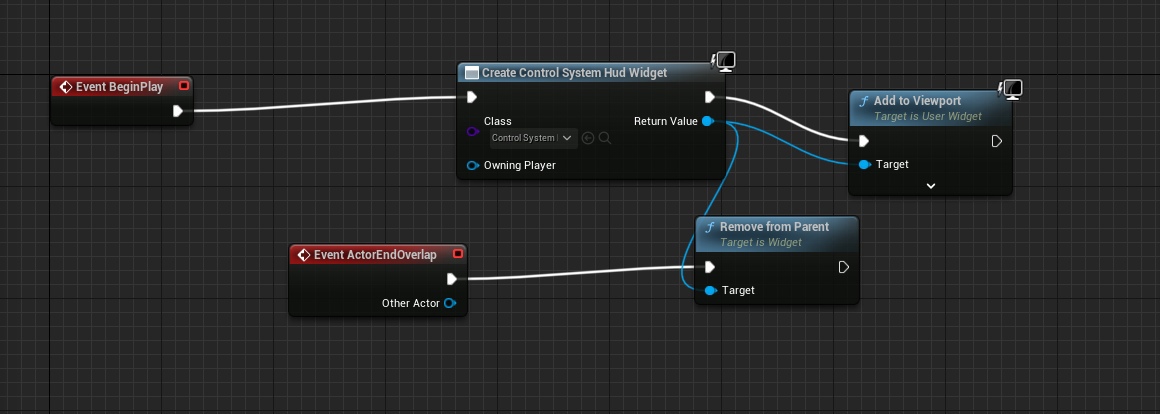 Event BeginPlay
Create Control System Hud Widget
Class
Control System
Return Value
Owning Player
Add to Viewport
Target is User Widget
Target
Event ActorEndOverlap
Other Actor
Remove from Parent
Target is Widget
Target